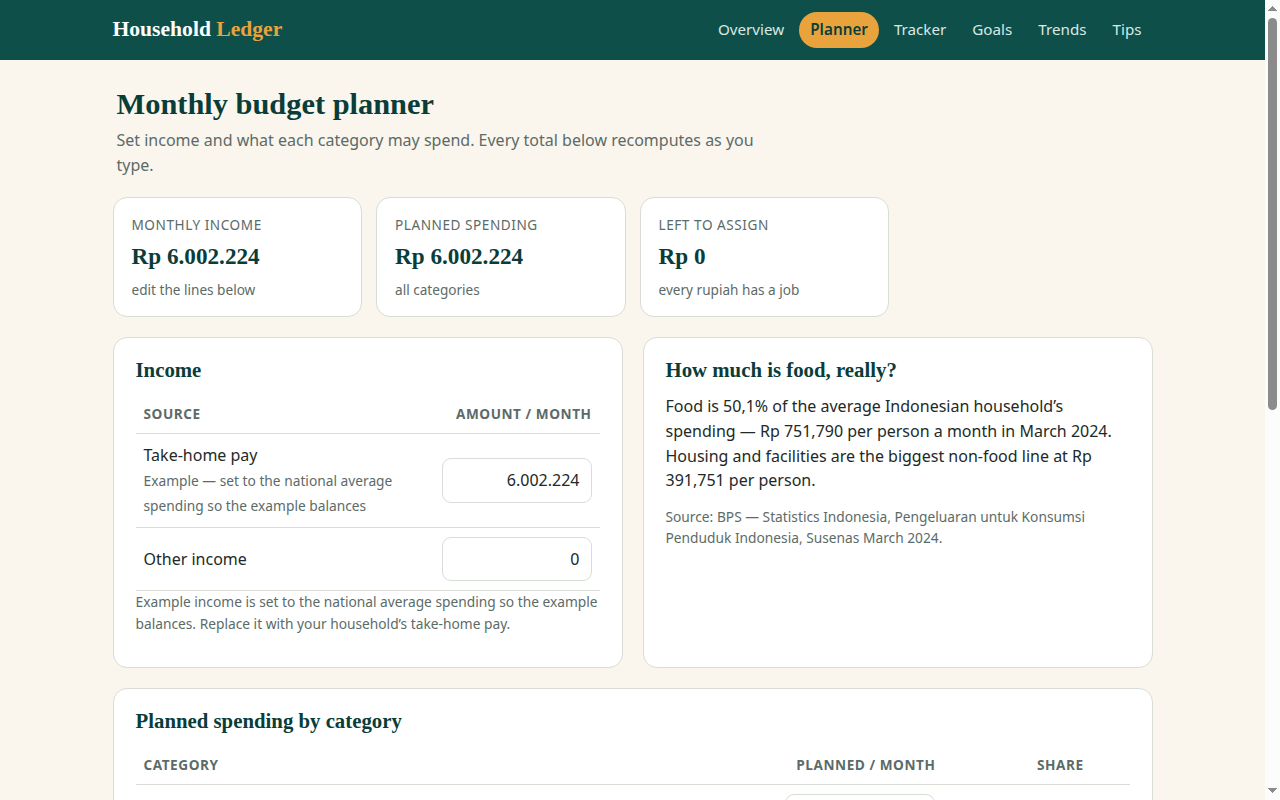 Household Ledger
Overview
Planner
Tracker
Goals
Trends
Tips
Monthly budget planner
Set income and what each category may spend. Every total below recomputes as you
type.
MONTHLY INCOME
Rp 6.002.224
edit the lines below
PLANNED SPENDING
Rp 6.002.224
all categories
LEFT TO ASSIGN
Rp 0
every rupiah has a job
Income
SOURCE
AMOUNT / MONTH
Take-home pay
Example — set to the national average
spending so the example balances
6.002.224
Other income
0
Example income is set to the national average spending so the example
balances. Replace it with your household’s take-home pay.
How much is food, really?
Food is 50,1% of the average Indonesian household’s
spending — Rp 751,790 per person a month in March 2024.
Housing and facilities are the biggest non-food line at Rp
391,751 per person.
Source: BPS — Statistics Indonesia, Pengeluaran untuk Konsumsi
Penduduk Indonesia, Susenas March 2024.
Planned spending by category
CATEGORY
PLANNED / MONTH
SHARE